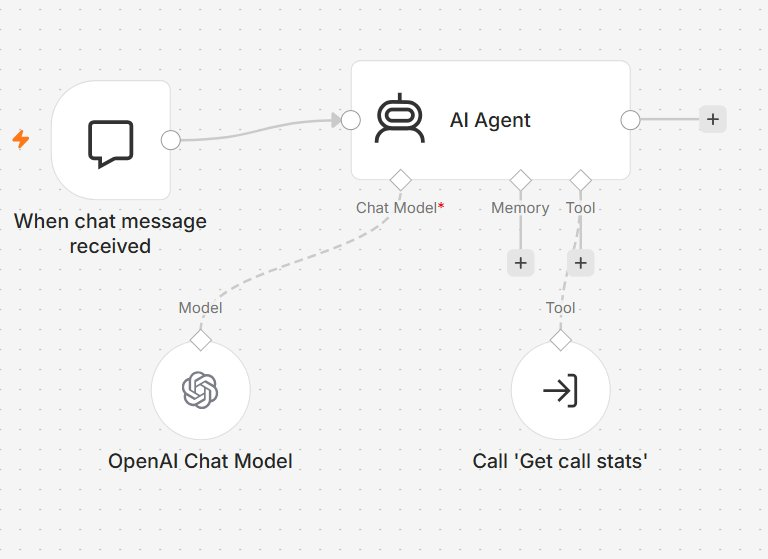 AI Agent
Chat Model*
Memory
Tool
When chat message
received
Model
Tool
OpenAI Chat Model
Call 'Get call stats'